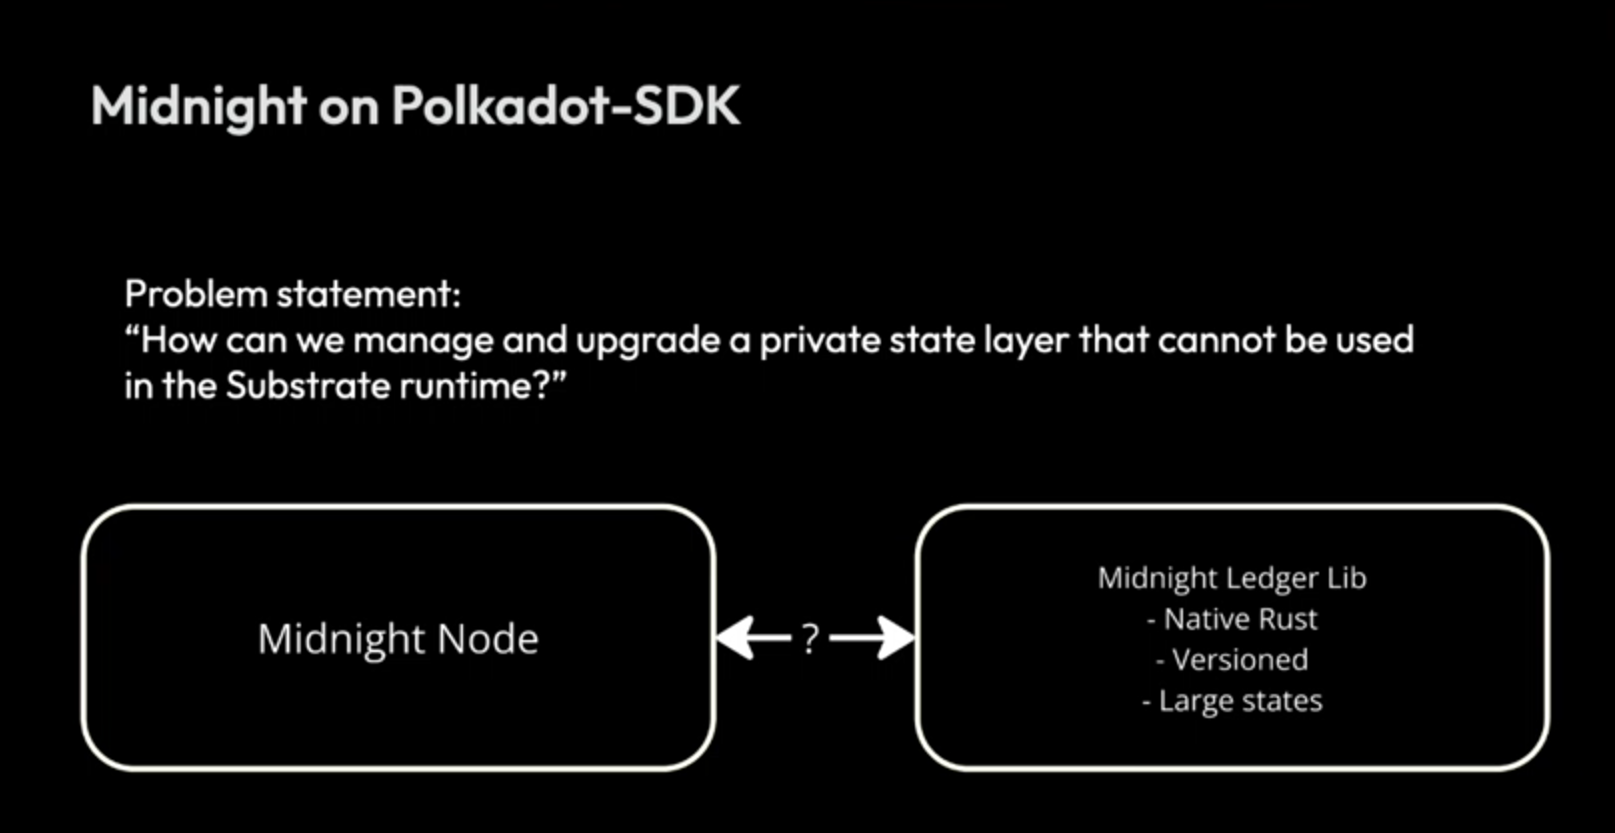 Midnight on Polkadot-SDK
Problem statement:
“How can we manage and upgrade a private state layer that cannot be used
in the Substrate runtime?”
Midnight Node
?
Midnight Ledger Lib
- Native Rust
- Versioned
- Large states